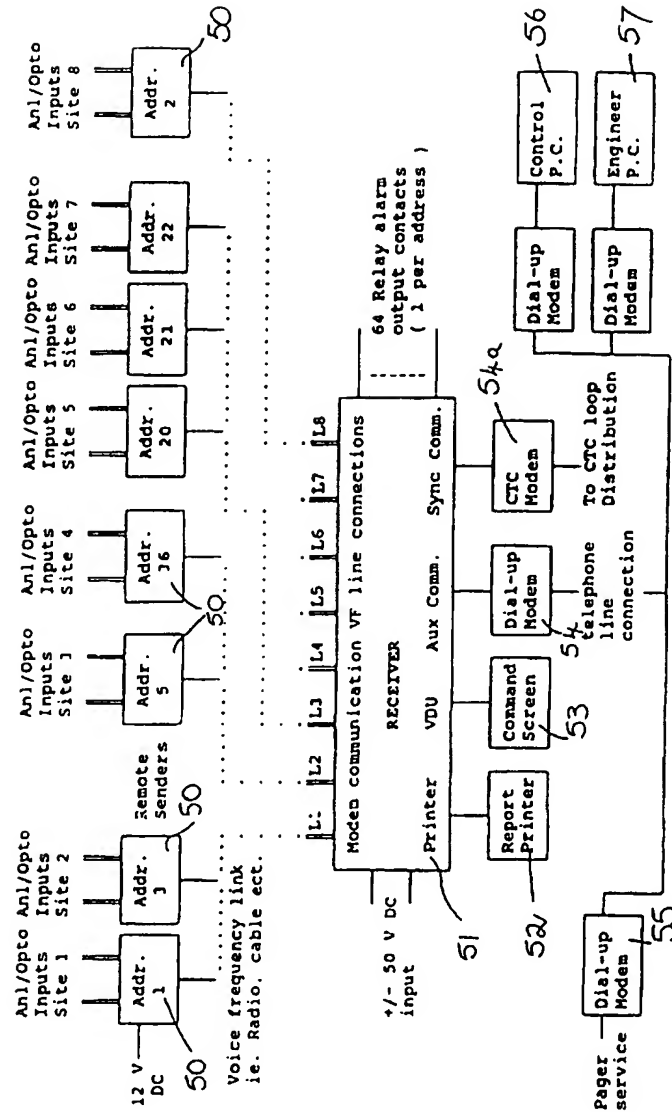 Anl/Opto
Inputs
Site 1
Anl/Opto
Inputs
Site 2
Anl/Opto
Inputs
Site 3
Anl/Opto
Inputs
Site 4
Anl/Opto
Inputs
Site 5
Anl/Opto
Inputs
Site 6
Anl/Opto
Inputs
Site 7
Anl/Opto
Inputs
Site 8
12 V
DC
Addr.
1
50
Addr.
3
50
Remote
Senders
Addr.
5
Addr.
36
50
Addr.
20
Addr.
21
Addr.
22
Addr.
2
50
Voice frequency link
ie. Radio, cable ect.
L1 L2 L3 L4 L5 L6 L7 L8
Modem communication VF line connections
RECEIVER
Printer VDU Aux Comm. Sync Comm.
+/- 50 V DC
input
64 Relay alarm
output contacts
( 1 per address )
51
Report
Printer
52
Command
Screen
53
Dial-up
Modem
54
CTC
Modem
54a
telephone
line
connection
To CTC loop
Distribution
Dial-up
Modem
Control
P.C.
56
Dial-up
Modem
Engineer
P.C.
57
Pager
service
Dial-up
Modem
55